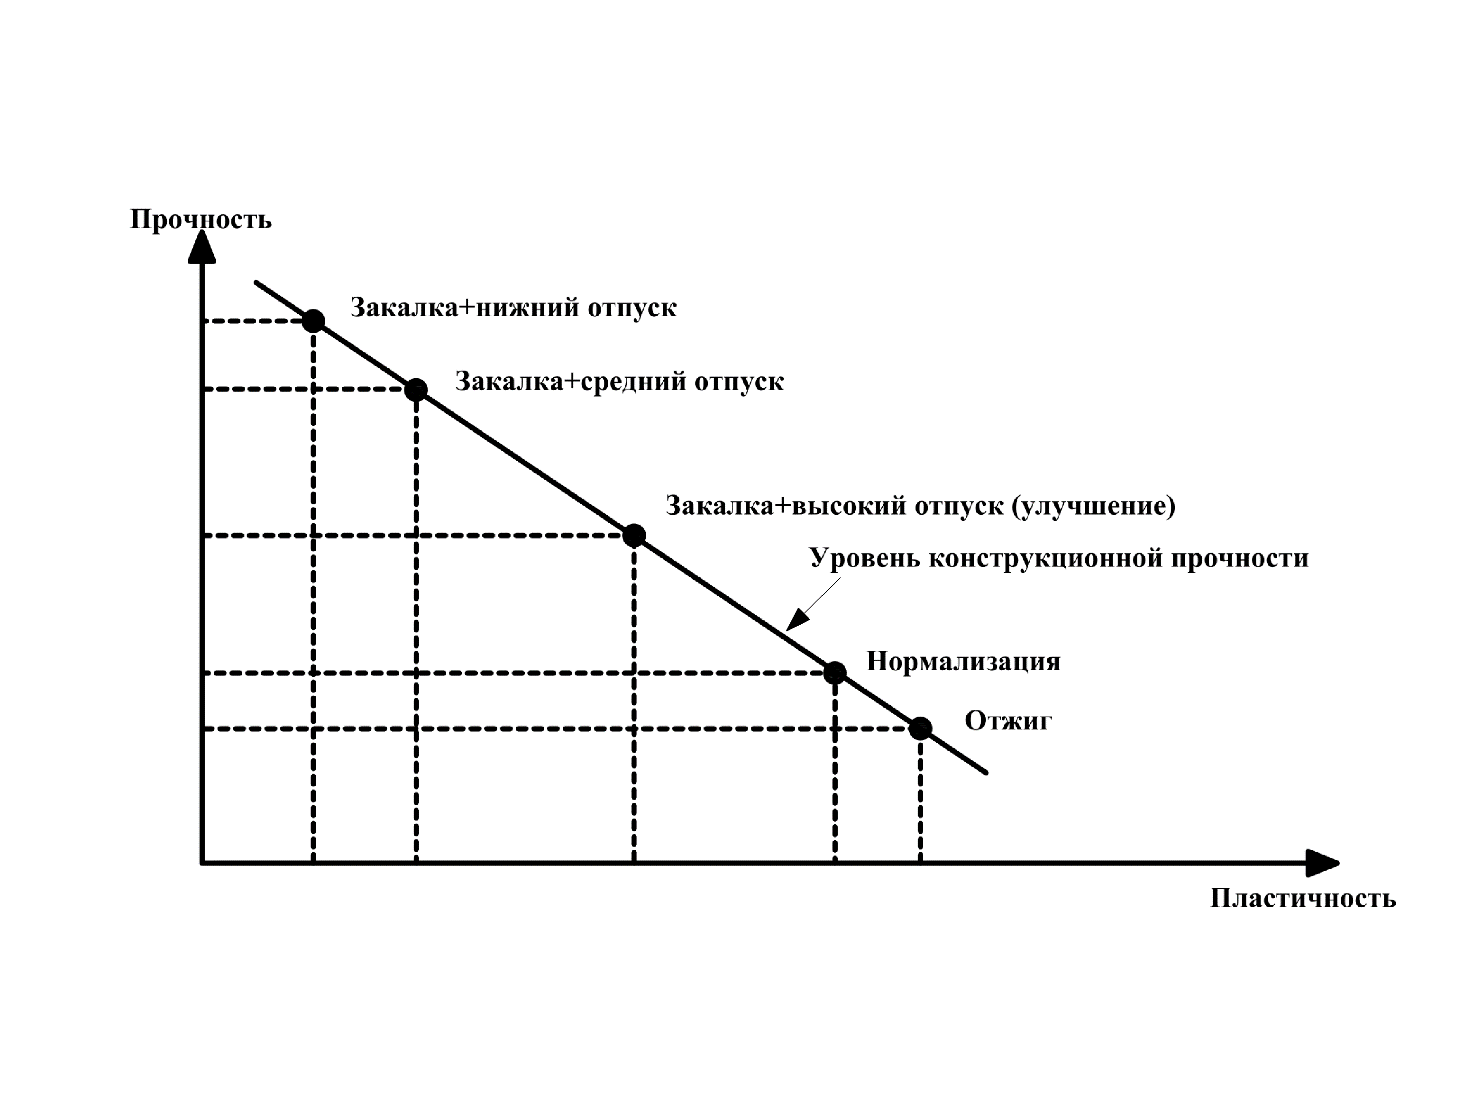 Прочность
Закалка+нижний отпуск
Закалка+средний отпуск
Закалка+высокий отпуск (улучшение)
Уровень конструкционной прочности
Нормализация
Отжиг
Пластичность